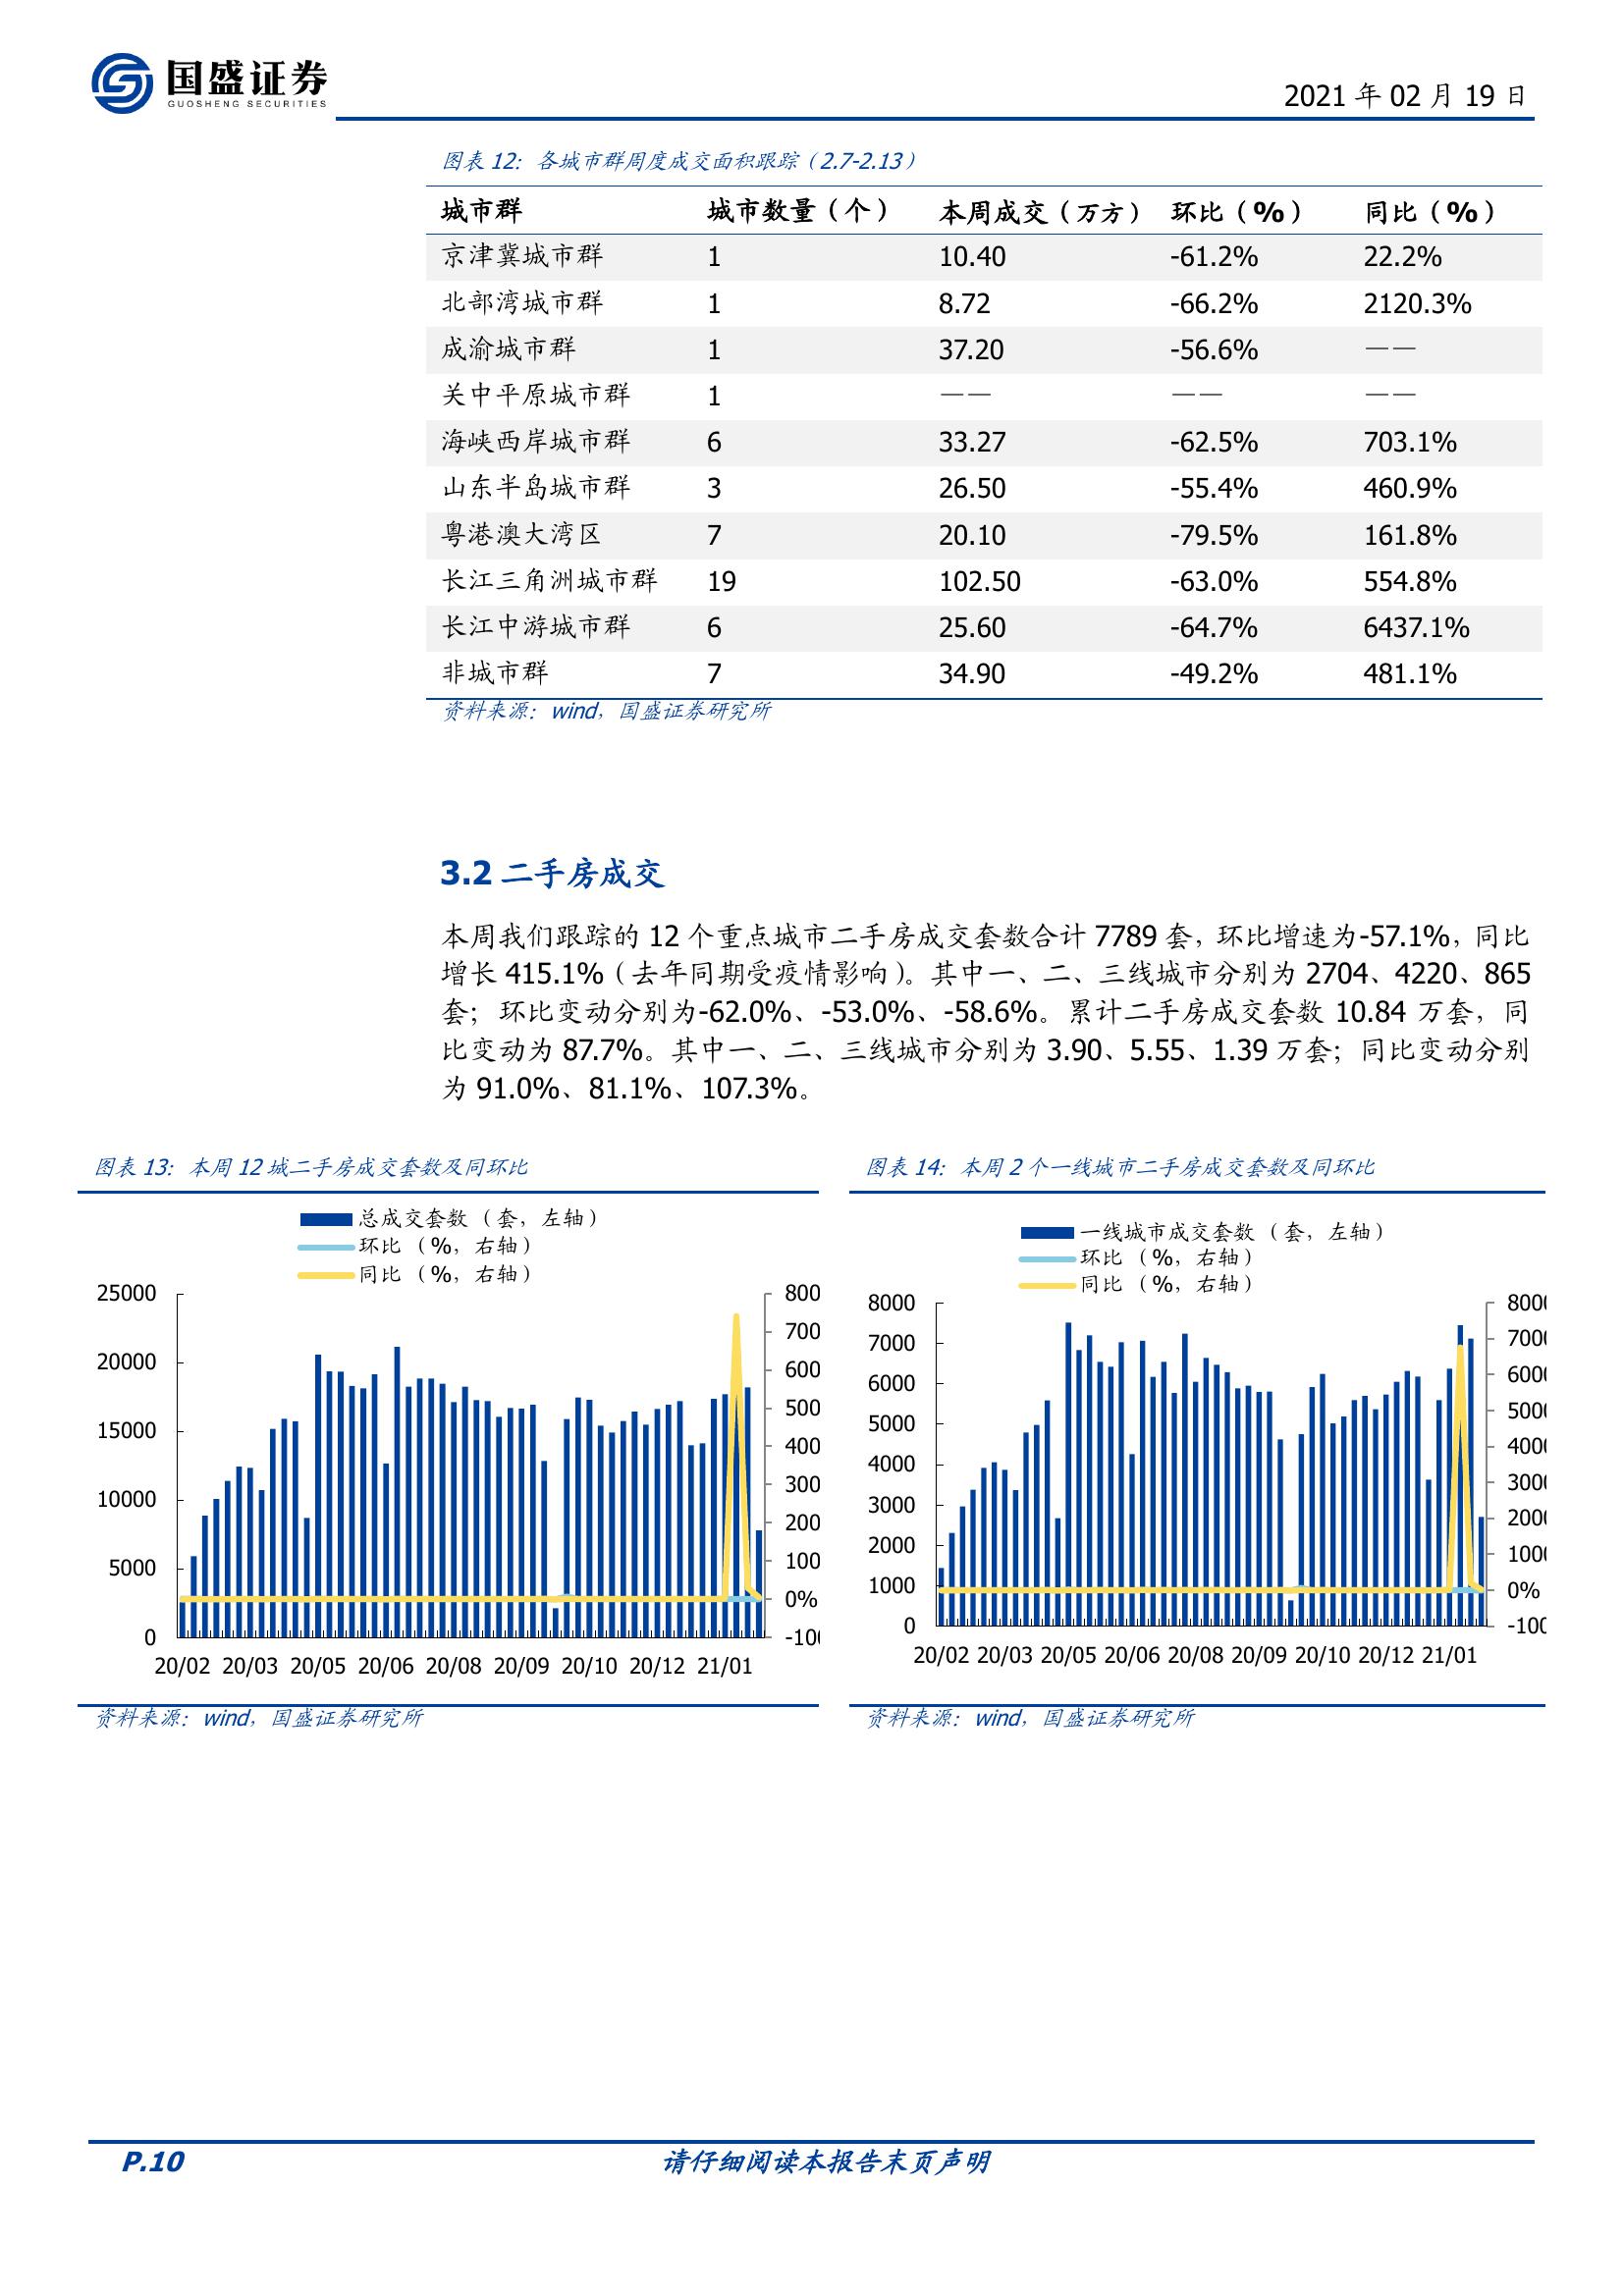 国盛证券
GUOSHENG SECURITIES
2021 年 02 月 19 日
图表 12：各城市群周度成交面积跟踪（2.7-2.13）
城市群 城市数量（个） 本周成交（万方） 环比（%） 同比（%）
京津冀城市群 1 10.40 -61.2% 22.2%
北部湾城市群 1 8.72 -66.2% 2120.3%
成渝城市群 1 37.20 -56.6% ——
关中平原城市群 1 —— —— ——
海峡西岸城市群 6 33.27 -62.5% 703.1%
山东半岛城市群 3 26.50 -55.4% 460.9%
粤港澳大湾区 7 20.10 -79.5% 161.8%
长江三角洲城市群 19 102.50 -63.0% 554.8%
长江中游城市群 6 25.60 -64.7% 6437.1%
非城市群 7 34.90 -49.2% 481.1%
资料来源：wind，国盛证券研究所
3.2 二手房成交
本周我们跟踪的 12 个重点城市二手房成交套数合计 7789 套，环比增速为-57.1%，同比
增长 415.1%（去年同期受疫情影响）。其中一、二、三线城市分别为 2704、4220、865
套；环比变动分别为-62.0%、-53.0%、-58.6%。累计二手房成交套数 10.84 万套，同
比变动为 87.7%。其中一、二、三线城市分别为 3.90、5.55、1.39 万套；同比变动分别
为 91.0%、81.1%、107.3%。
图表 13：本周 12 城二手房成交套数及同环比
总成交套数（套，左轴）
环比（%，右轴）
同比（%，右轴）
25000
20000
15000
10000
5000
0
800
700
600
500
400
300
200
100
0%
-100
20/02 20/03 20/05 20/06 20/08 20/09 20/10 20/12 21/01
资料来源：wind，国盛证券研究所
图表 14：本周 2 个一线城市二手房成交套数及同环比
一线城市成交套数（套，左轴）
环比（%，右轴）
同比（%，右轴）
8000
7000
6000
5000
4000
3000
2000
1000
0
8000
7000
6000
5000
4000
3000
2000
1000
0%
-100
20/02 20/03 20/05 20/06 20/08 20/09 20/10 20/12 21/01
资料来源：wind，国盛证券研究所
P.10
请仔细阅读本报告末页声明